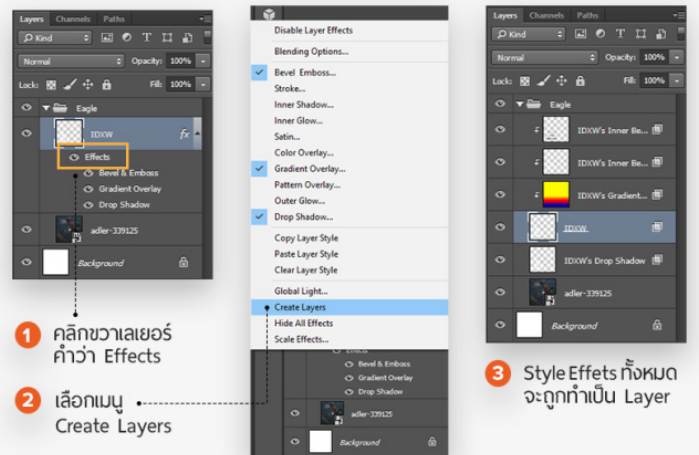 Layers Channels Paths
Kind
Normal
Opacity: 100%
Lock:
Fill: 100%
Eagle
IDXW
fx
Effects
Bevel & Emboss
Gradient Overlay
Drop Shadow
adler-339125
Background
1 คลิกขวาเลเยอร์
คำว่า Effects
2 เลือกเมนู
Create Layers
Disable Layer Effects
Blending Options...
Bevel Emboss...
Stroke...
Inner Shadow...
Inner Glow...
Satin...
Color Overlay...
Gradient Overlay...
Pattern Overlay...
Outer Glow...
Drop Shadow...
Copy Layer Style
Paste Layer Style
Clear Layer Style
Global Light...
Create Layers
Hide All Effects
Scale Effects...
Effects
Bevel & Emboss
Gradient Overlay
Drop Shadow
adler-339125
Background
Layers Channels Paths
Kind
Normal
Opacity: 100%
Lock:
Fill: 100%
Eagle
IDXW's Inner Be...
IDXW's Inner Be...
IDXW's Gradient...
IDXW
IDXW's Drop Shadow
adler-339125
Background
3 Style Effets ทั้งหมด
จะถูกทำเป็น Layer